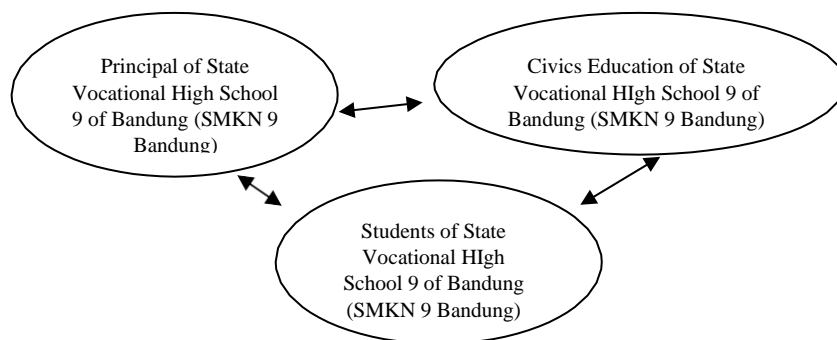 Principal of State
Vocational High School
9 of Bandung (SMKN 9
Bandung)
Civics Education of State
Vocational HIgh School 9 of
Bandung (SMKN 9 Bandung)
Students of State
Vocational HIgh
School 9 of Bandung
(SMKN 9 Bandung)